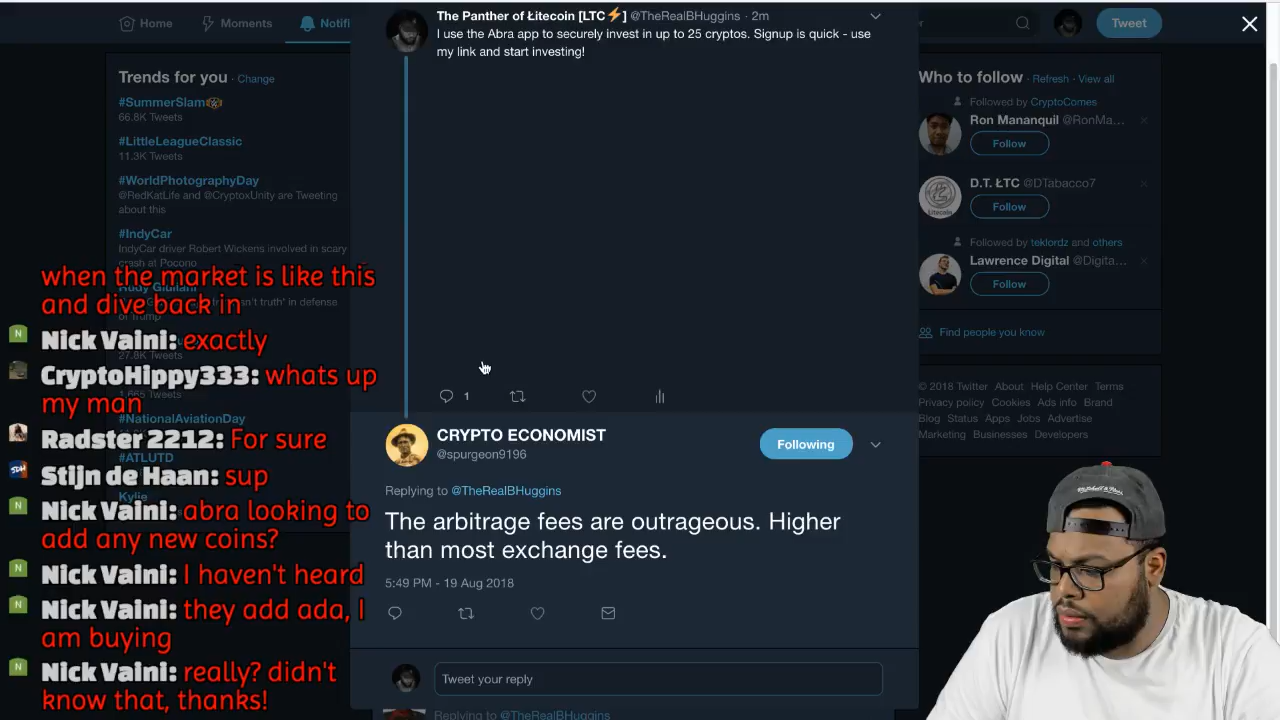 Home
Moments
Notifi
Tweet
Trends for you · Change
#SummerSlam
66.8K Tweets
#LittleLeagueClassic
11.3K Tweets
#WorldPhotographyDay
@RedKatLife and @CryptoxUnity are Tweeting
about this
#IndyCar
IndyCar driver Robert Wickens involved in scary
crash at Pocono
Rudy Giuliani
#NationalAviationDay
#ATLUTD
Kylie
when the market is like this
and dive back in
Nick Vaini: exactly
CryptoHippy333: whats up
my man
Radster 2212: For sure
Stijn de Haan: sup
Nick Vaini: abra looking to
add any new coins?
Nick Vaini: I haven't heard
Nick Vaini: they add ada, I
am buying
Nick Vaini: really? didn't
know that, thanks!
The Panther of Łitecoin [LTC⚡] @TheRealBHuggins · 2m
I use the Abra app to securely invest in up to 25 cryptos. Signup is quick - use
my link and start investing!
1
CRYPTO ECONOMIST
@spurgeon9196
Following
Replying to @TheRealBHuggins
The arbitrage fees are outrageous. Higher
than most exchange fees.
5:49 PM - 19 Aug 2018
Tweet your reply
Replying to @TheRealBHuggins
Who to follow · Refresh · View all
Followed by CryptoComes
Ron Mananquil @RonMa...
Follow
D.T. ŁTC @DTabacco7
Follow
Followed by teklordz and others
Lawrence Digital @Digita...
Follow
Find people you know
© 2018 Twitter About Help Center Terms
Privacy policy Cookies Ads info Brand
Blog Status Apps Jobs Advertise
Marketing Businesses Developers